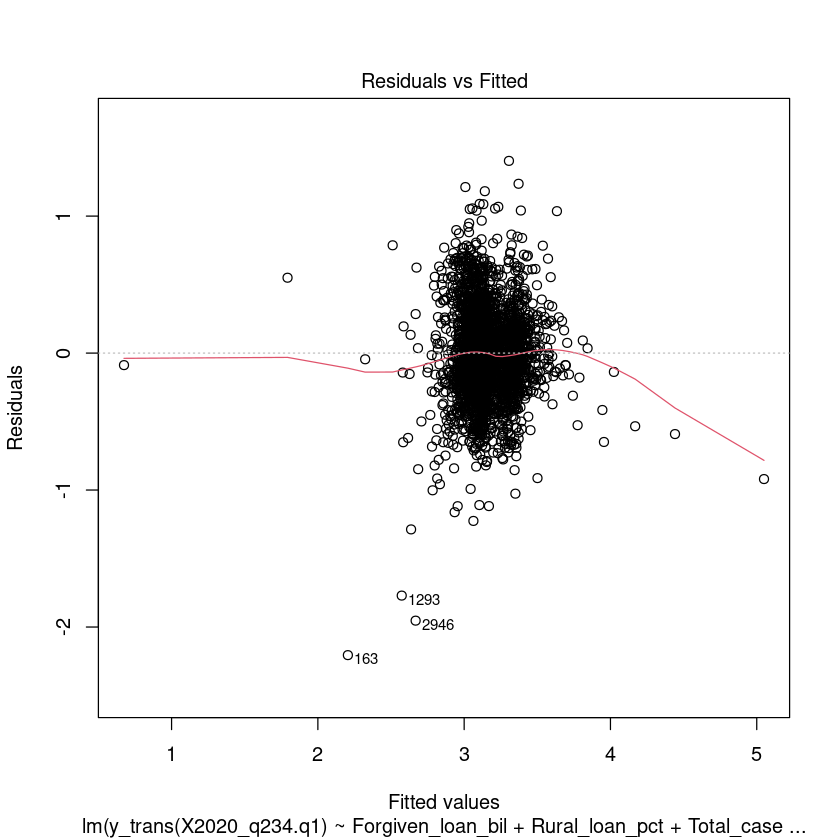 Residuals vs Fitted
1
0
-1
-2
Residuals
1293
2946
163
1 2 3 4 5
Fitted values
lm(y_trans(X2020_q234.q1) ~ Forgiven_loan_bil + Rural_loan_pct + Total_case ...